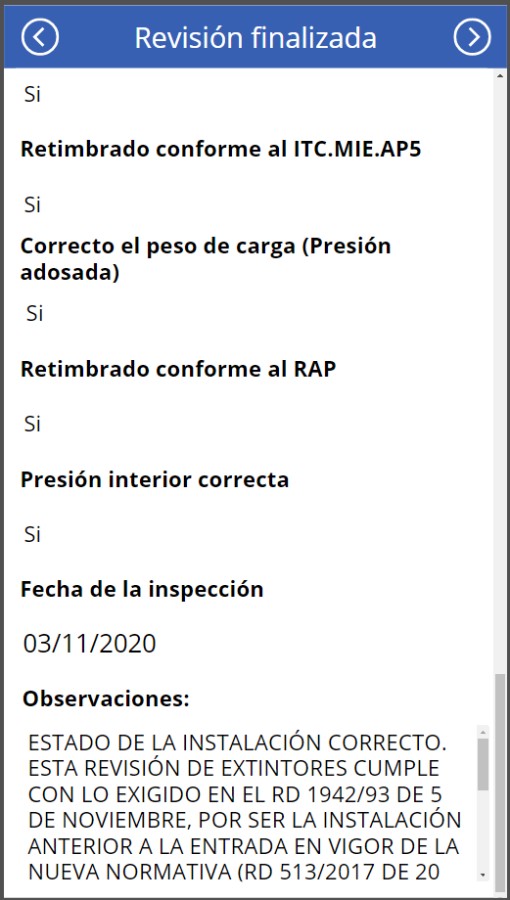 Revisión finalizada
Si
Retimbrado conforme al ITC.MIE.AP5
Si
Correcto el peso de carga (Presión
adosada)
Si
Retimbrado conforme al RAP
Si
Presión interior correcta
Si
Fecha de la inspección
03/11/2020
Observaciones:
ESTADO DE LA INSTALACIÓN CORRECTO.
ESTA REVISIÓN DE EXTINTORES CUMPLE
CON LO EXIGIDO EN EL RD 1942/93 DE 5
DE NOVIEMBRE, POR SER LA INSTALACIÓN
ANTERIOR A LA ENTRADA EN VIGOR DE LA
NUEVA NORMATIVA (RD 513/2017 DE 20